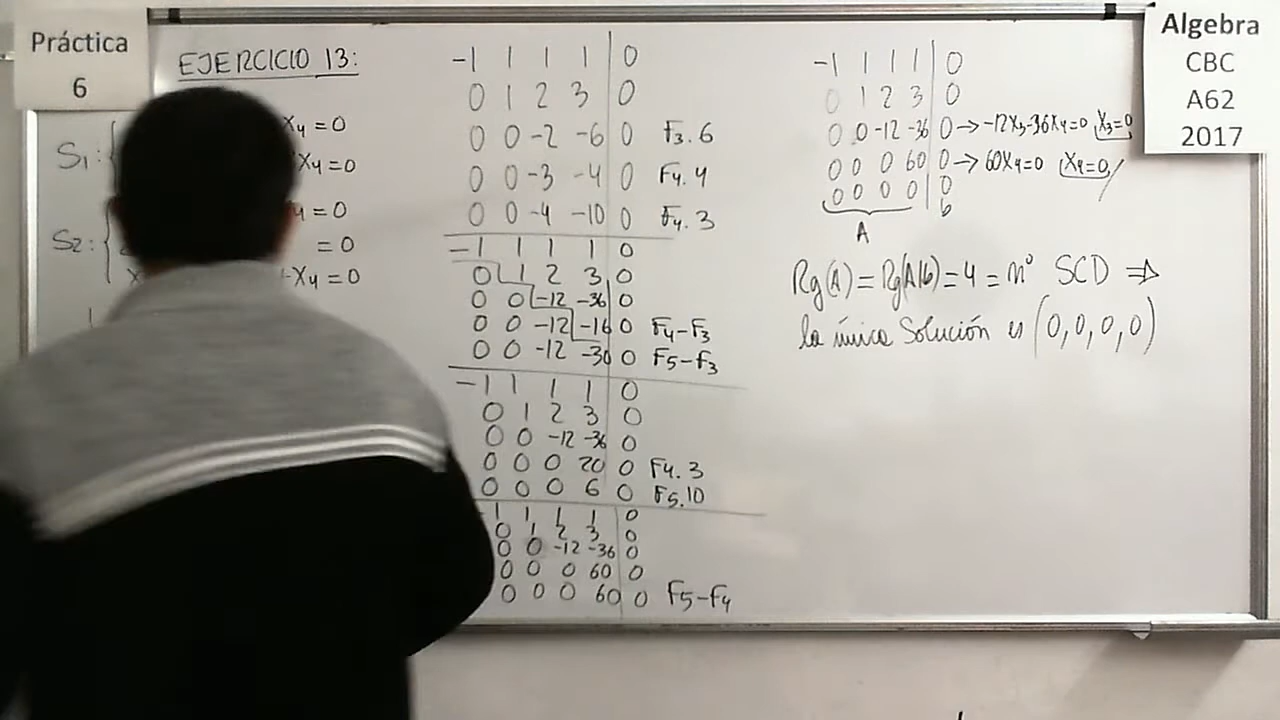 Práctica
6
EJERCICIO 13:
S1: {
X4 = 0
X4 = 0
S2: {
= 0
= 0
X4 = 0
-1 1 1 1 | 0
0 1 2 3 | 0
0 0 -2 -6 | 0 F3.6
0 0 -3 -4 | 0 F4.4
0 0 -4 -10 | 0 F4.3
-1 1 1 1 | 0
0 1 2 3 | 0
0 0 -12 -36 | 0
0 0 -12 -16 | 0 F4-F3
0 0 -12 -30 | 0 F5-F3
-1 1 1 1 | 0
0 1 2 3 | 0
0 0 -12 -36 | 0
0 0 0 20 | 0 F4.3
0 0 0 6 | 0 F5.10
-1 1 1 1 | 0
0 1 2 3 | 0
0 0 -12 -36 | 0
0 0 0 60 | 0
0 0 0 60 | 0 F5-F4
-1 1 1 1 | 0
0 1 2 3 | 0
0 0 -12 -36 | 0 → -12X3-36X4=0 X3=0
0 0 0 60 | 0 → 60X4=0 X4=0
0 0 0 0 | 0
A b
Rg(A) = Rg(A|b) = 4 = nº SCD ⇒
la única Solución es (0,0,0,0)
Algebra
CBC
A62
2017